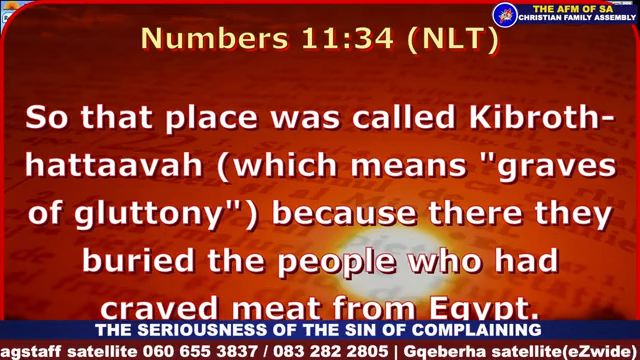 THE AFM OF SA
CHRISTIAN FAMILY ASSEMBLY
Numbers 11:34 (NLT)
So that place was called Kibroth-
hattaavah (which means "graves
of gluttony") because there they
buried the people who had
craved meat from Egypt.
THE SERIOUSNESS OF THE SIN OF COMPLAINING
agstaff satellite 060 655 3837 / 083 282 2805 | Gqeberha satellite(eZwide)